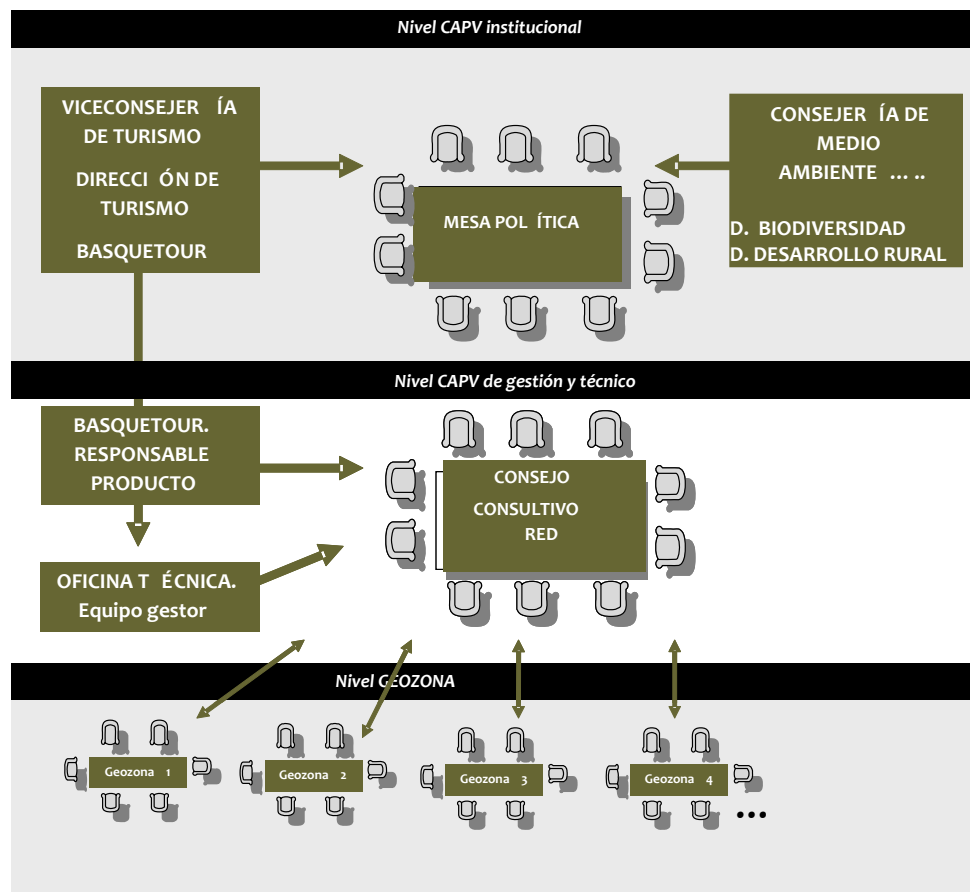 Nivel CAPV institucional
VICECONSEJER ÍA
DE TURISMO
DIRECCI ÓN DE
TURISMO
BASQUETOUR
MESA POL ÍTICA
CONSEJER ÍA DE
MEDIO
AMBIENTE ... ..
D. BIODIVERSIDAD
D. DESARROLLO RURAL
Nivel CAPV de gestión y técnico
BASQUETOUR.
RESPONSABLE
PRODUCTO
CONSEJO
CONSULTIVO
RED
OFICINA T ÉCNICA.
Equipo gestor
Nivel GEOZONA
Geozona 1
Geozona 2
Geozona 3
Geozona 4
...